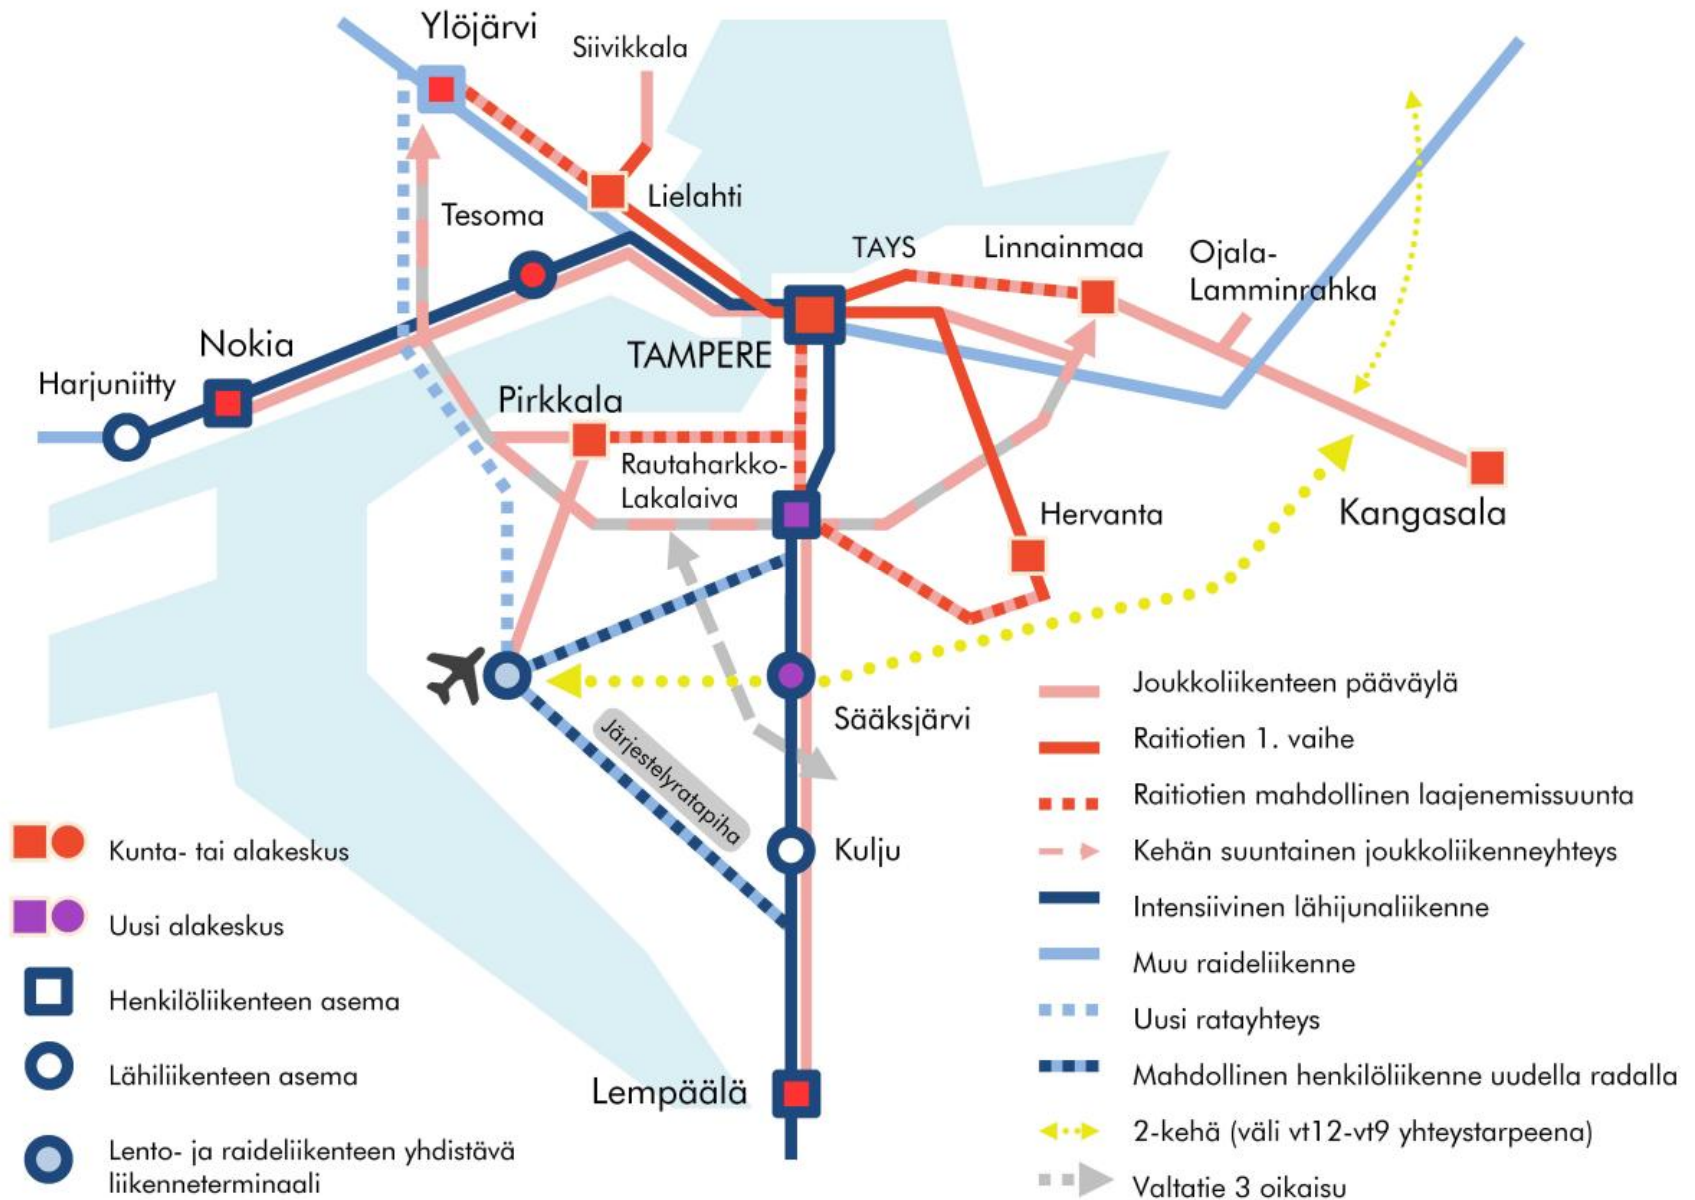 Ylöjärvi
Siivikkala
Lielahti
Tesoma
TAYS
Linnainmaa
Ojala-
Lamminrahka
Nokia
TAMPERE
Harjuniitty
Pirkkala
Rautaharkko-
Lakalaiva
Hervanta
Kangasala
Sääksjärvi
Järjestelyratapiha
Kulju
Lempäälä
Kunta- tai alakeskus
Uusi alakeskus
Henkilöliikenteen asema
Lähiliikenteen asema
Lento- ja raideliikenteen yhdistävä
liikenneterminaali
Joukkoliikenteen pääväylä
Raitiotien 1. vaihe
Raitiotien mahdollinen laajenemissuunta
Kehän suuntainen joukkoliikenneyhteys
Intensiivinen lähijunaliikenne
Muu raideliikenne
Uusi ratayhteys
Mahdollinen henkilöliikenne uudella radalla
2-kehä (väli vt12-vt9 yhteystarpeena)
Valtatie 3 oikaisu